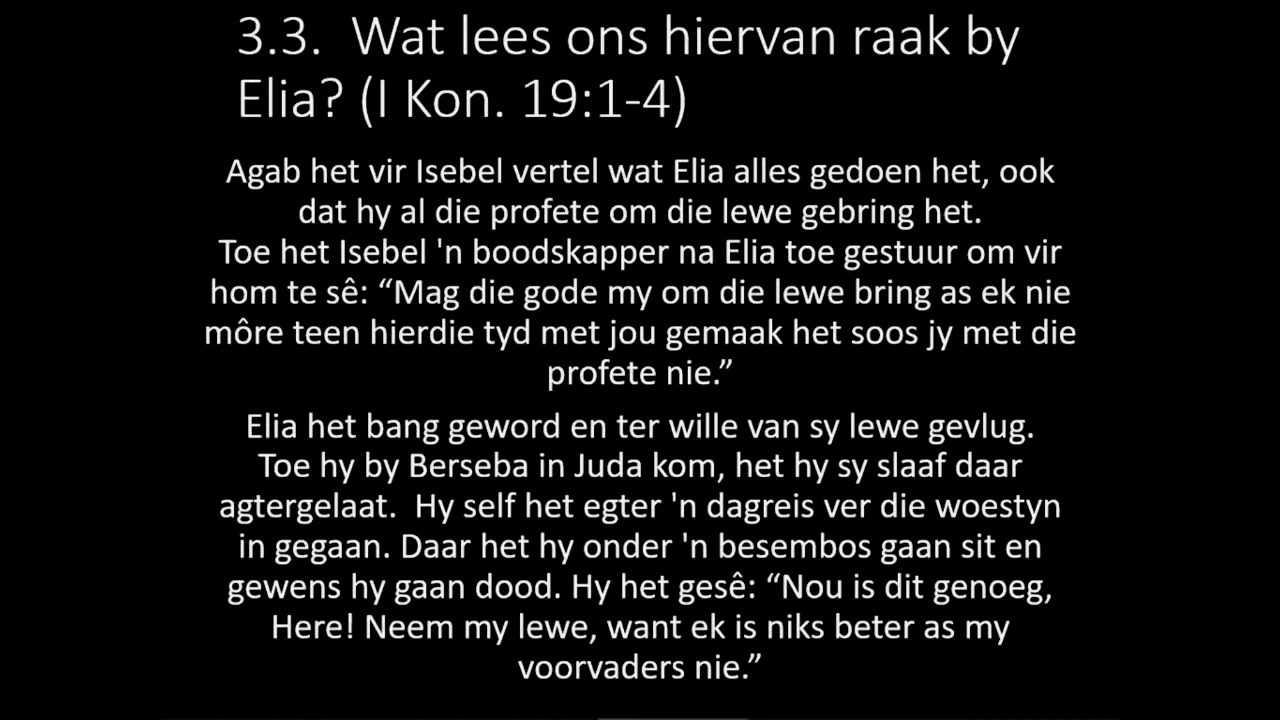 3.3.  Wat lees ons hiervan raak by
Elia? (I Kon. 19:1-4)
Agab het vir Isebel vertel wat Elia alles gedoen het, ook
dat hy al die profete om die lewe gebring het.
Toe het Isebel 'n boodskapper na Elia toe gestuur om vir
hom te sê: “Mag die gode my om die lewe bring as ek nie
môre teen hierdie tyd met jou gemaak het soos jy met die
profete nie.”
Elia het bang geword en ter wille van sy lewe gevlug.
Toe hy by Berseba in Juda kom, het hy sy slaaf daar
agtergelaat.  Hy self het egter 'n dagreis ver die woestyn
in gegaan. Daar het hy onder 'n besembos gaan sit en
gewens hy gaan dood. Hy het gesê: “Nou is dit genoeg,
Here! Neem my lewe, want ek is niks beter as my
voorvaders nie.”